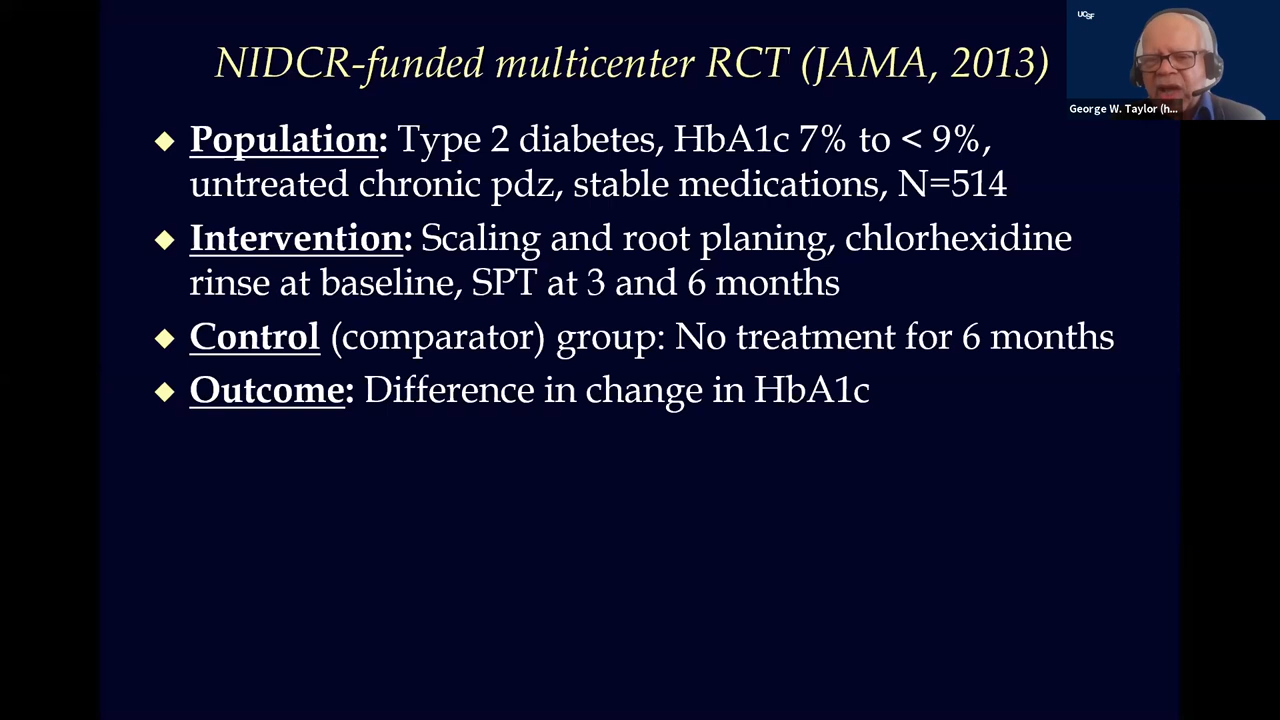 NIDCR-funded multicenter RCT (JAMA, 2013)
UCSF
George W. Taylor (h...
◆ Population: Type 2 diabetes, HbA1c 7% to < 9%,
untreated chronic pdz, stable medications, N=514
◆ Intervention: Scaling and root planing, chlorhexidine
rinse at baseline, SPT at 3 and 6 months
◆ Control (comparator) group: No treatment for 6 months
◆ Outcome: Difference in change in HbA1c